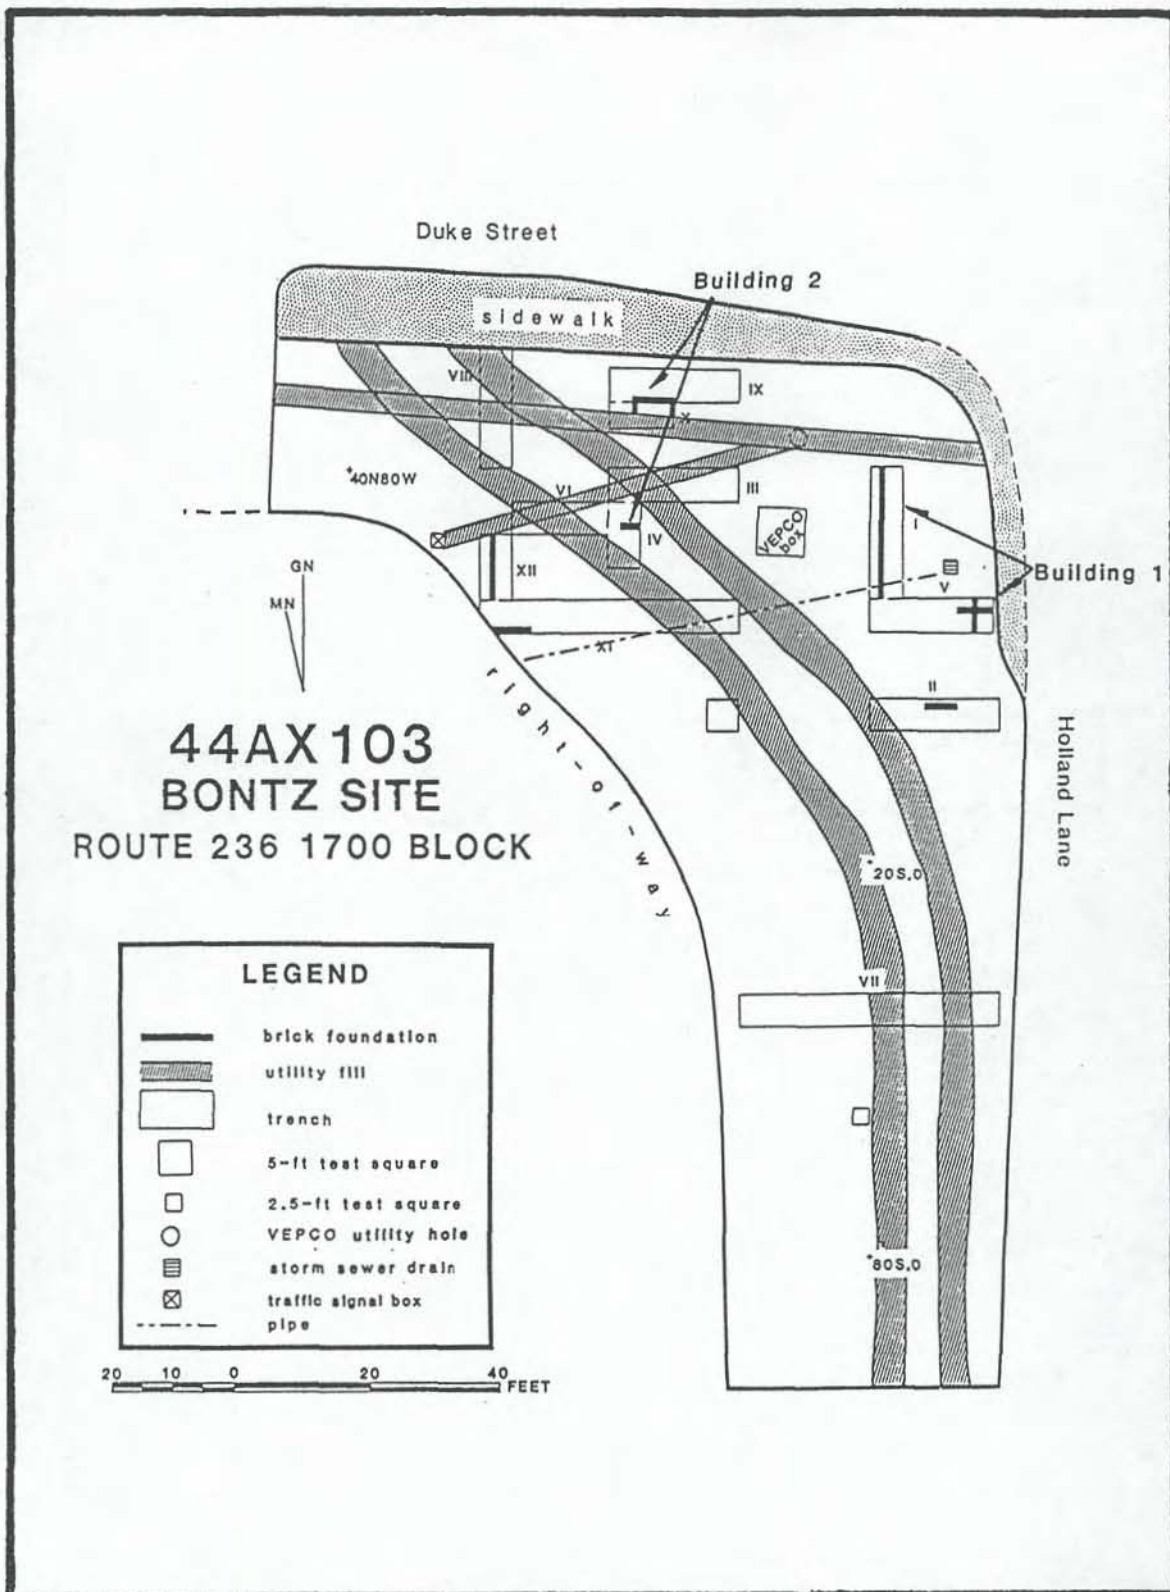 Duke Street
Building 2
sidewalk
VIII
IX
X
40N80W
VI
III
VEPCO
box
I
IV
XII
GN
MN
V
Building 1
XI
II
right-of-way
44AX103
BONTZ SITE
ROUTE 236 1700 BLOCK
Holland Lane
20S,0
LEGEND
VII
brick foundation
utility fill
trench
5-ft test square
2.5-ft test square
VEPCO utility hole
storm sewer drain
80S,0
traffic signal box
pipe
20 10 0 20 40
FEET